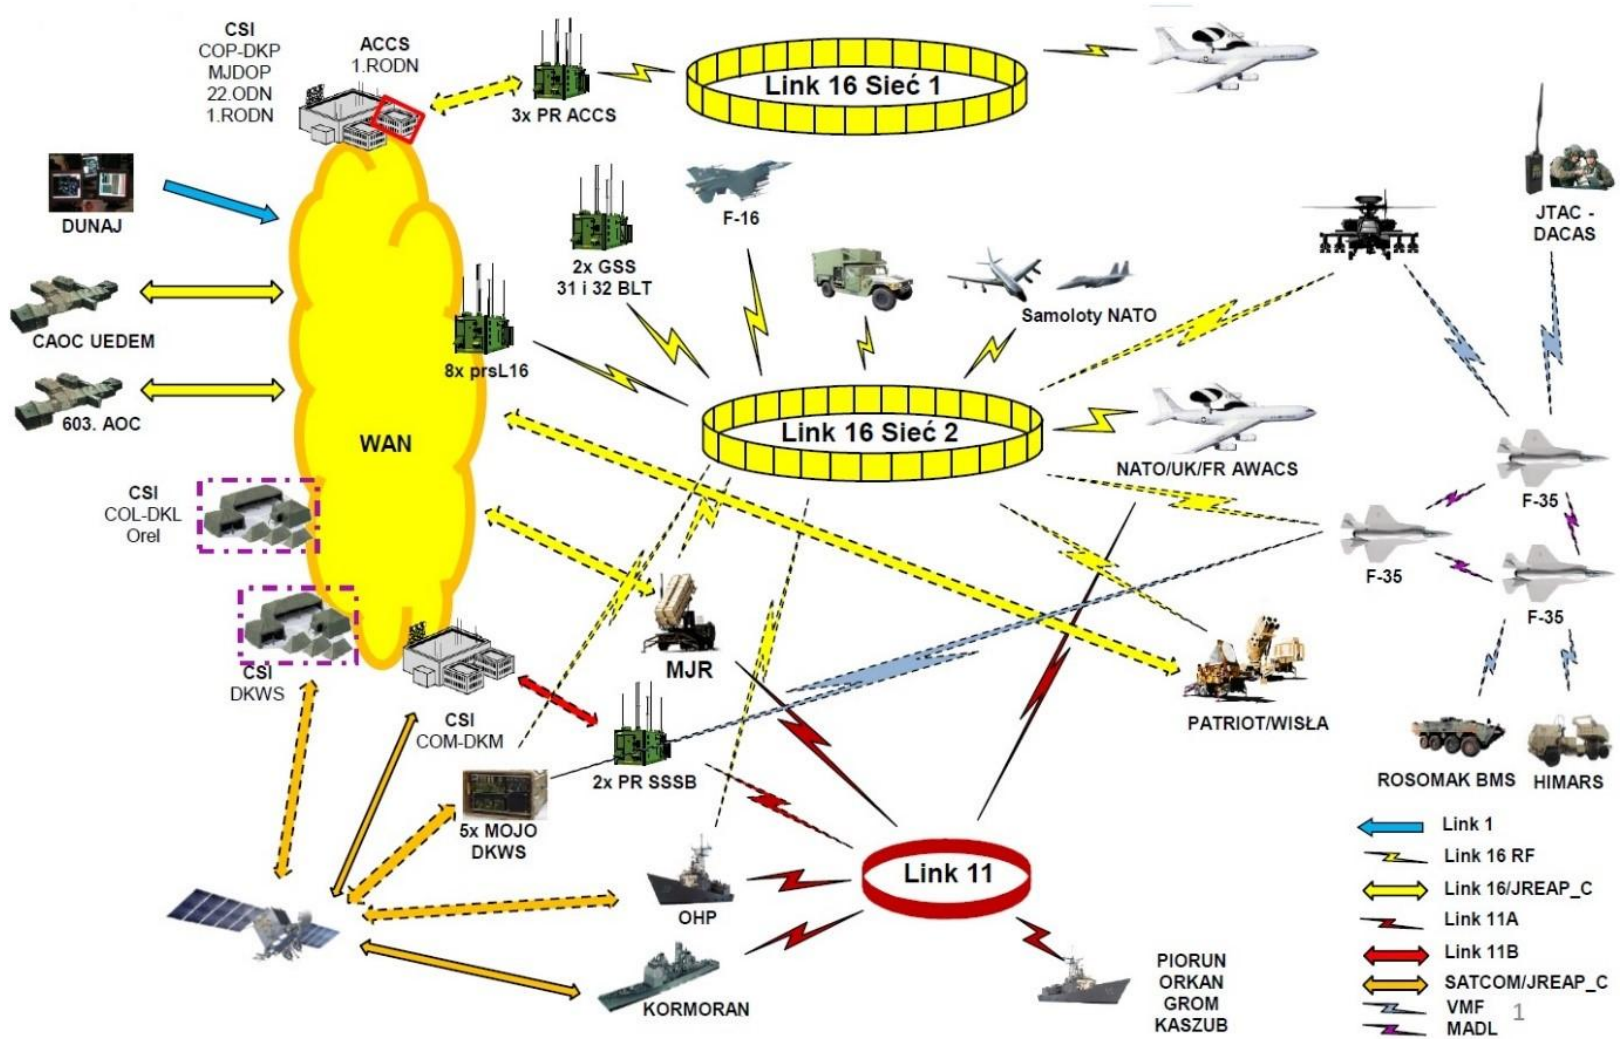 CSI
COP-DKP
MJDOP
22.ODN
1.RODN
ACCS
1.RODN
3x PR ACCS
Link 16 Sieć 1
DUNAJ
2x GSS
31 i 32 BLT
F-16
Samoloty NATO
JTAC -
DACAS
CAOC UEDEM
8x prsL16
603. AOC
WAN
Link 16 Sieć 2
NATO/UK/FR AWACS
F-35
F-35
F-35
CSI
COL-DKL
Orel
CSI
DKWS
MJR
PATRIOT/WISŁA
CSI
COM-DKM
2x PR SSSB
5x MOJO
DKWS
ROSOMAK BMS
HIMARS
Link 11
OHP
KORMORAN
PIORUN
ORKAN
GROM
KASZUB
Link 1
Link 16 RF
Link 16/JREAP_C
Link 11A
Link 11B
SATCOM/JREAP_C
VMF
MADL
1